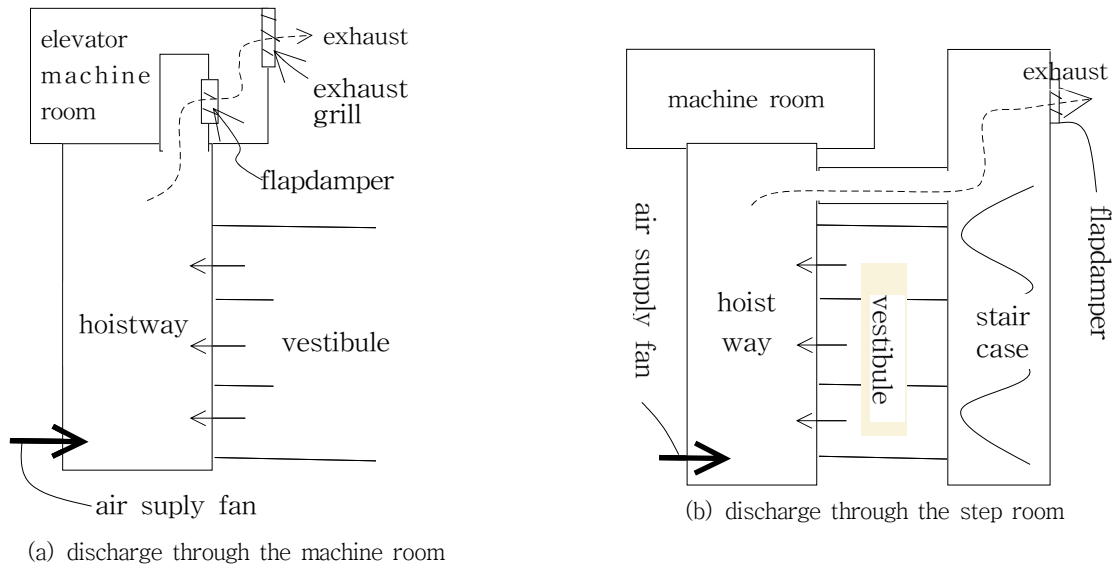 elevator
machine
room
exhaust
exhaust
grill
flapdamper
hoistway
vestibule
air suply fan
(a) discharge through the machine room
machine room
exhaust
air supply fan
hoist
way
vestibule
stair
case
flapdamper
(b) discharge through the step room